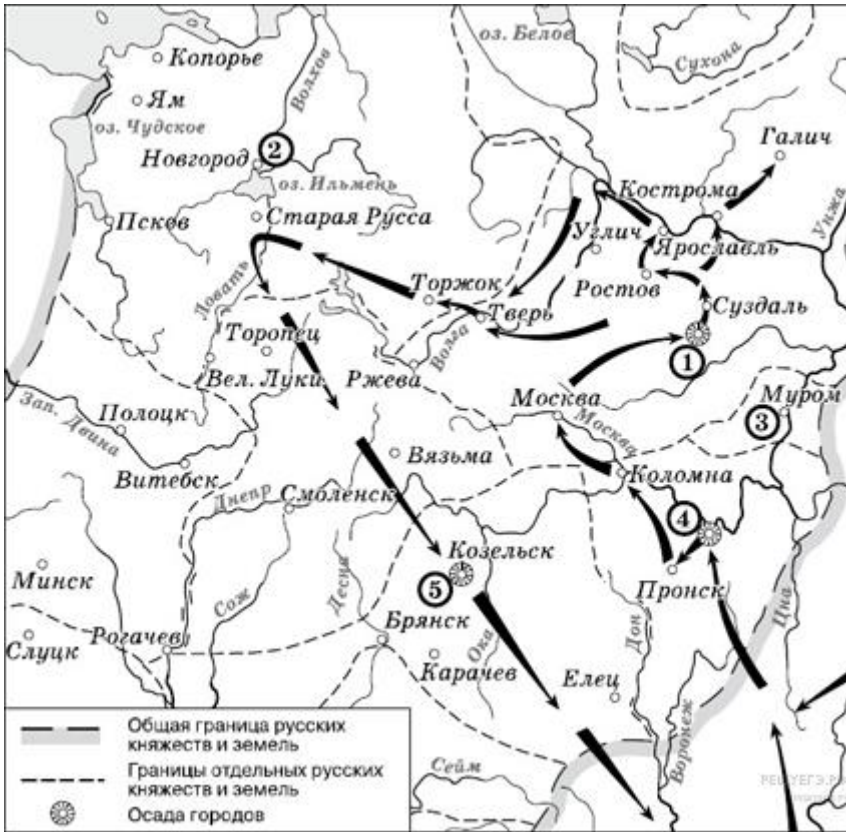 оз. Белое
Сухона
Копорье
Волхов
Ям
оз. Чудское
Галич
2
Новгород
оз. Ильмень
Кострома
Унжа
Псков
Старая Русса
Углич
Ярославль
Ловать
Торжок
Ростов
Тверь
Суздаль
Торопец
Волга
1
Вел. Луки
Ржева
Москва
Муром
Зап. Двина
Полоцк
Москва
3
Витебск
Вязьма
Коломна
Днепр
Смоленск
4
Козельск
Минск
Сож
Десна
5
Пронск
Цна
Слуцк
Рогачев
Брянск
Ока
Дон
Карачев
Елец
Воронеж
Общая граница русских
княжеств и земель
Границы отдельных русских
княжеств и земель
Осада городов
Сейм